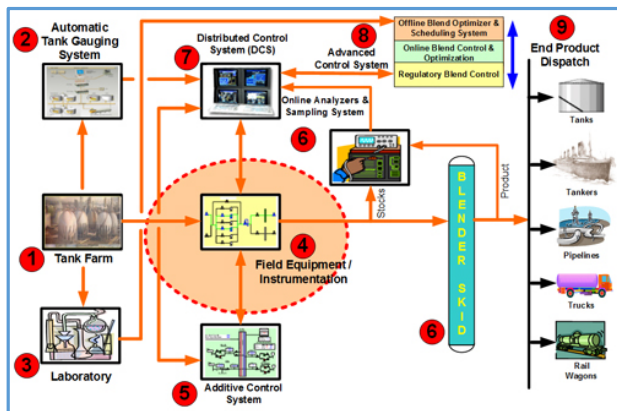 2
Automatic
Tank Gauging
System
Distributed Control
System (DCS)
7
8
Advanced
Control System
Offline Blend Optimizer &
Scheduling System
Online Blend Control &
Optimization
Regulatory Blend Control
9
End Product
Dispatch
Online Analyzers &
Sampling System
6
Tanks
Stocks
Product
Tankers
1
Tank Farm
4
Field Equipment /
Instrumentation
BLENDER SKID
6
Pipelines
Trucks
3
Laboratory
5
Additive Control
System
Rail
Wagons